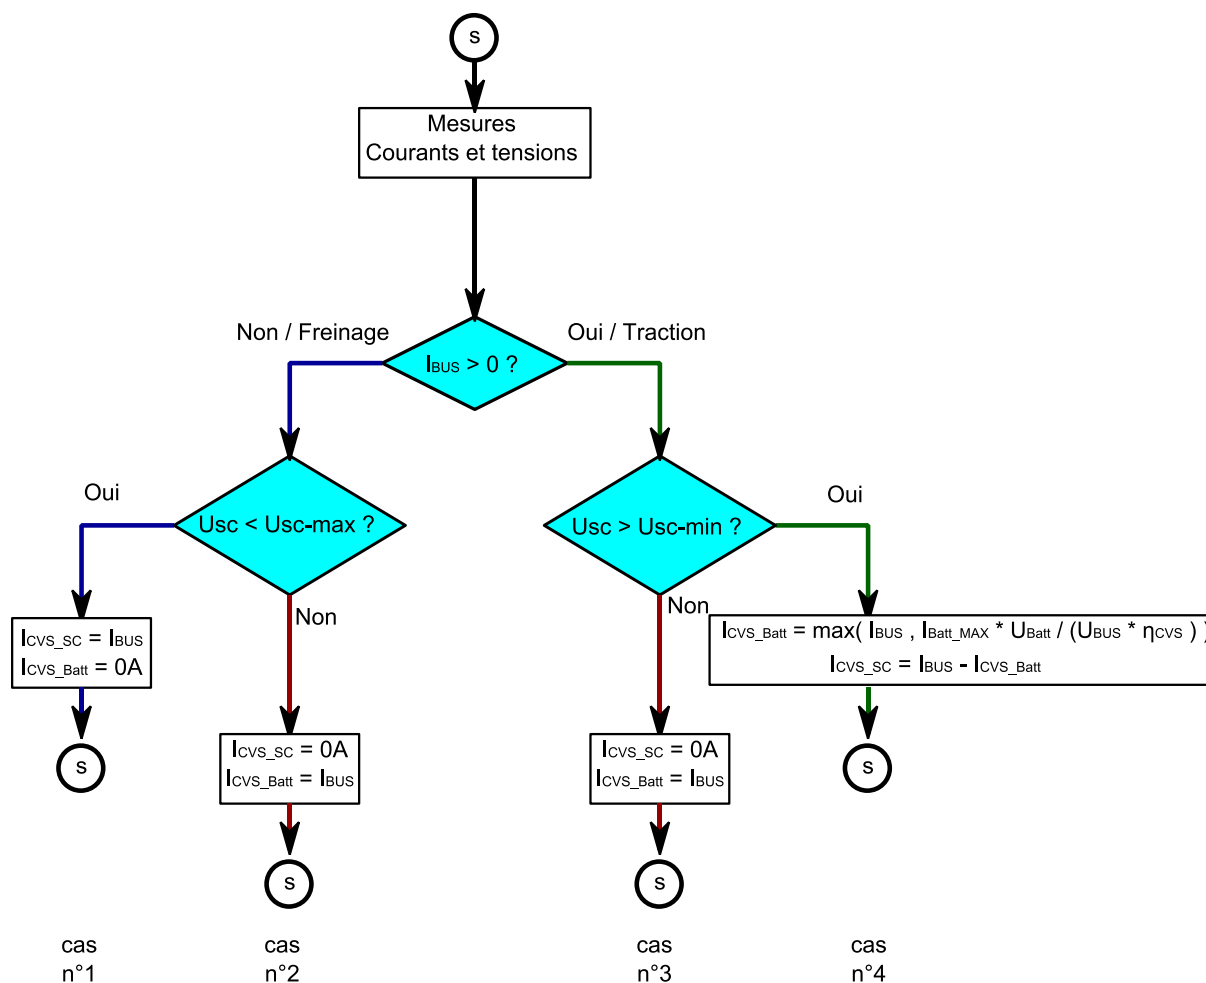 s
Mesures
Courants et tensions
Non / Freinage
Oui / Traction
IBUS > 0 ?
Oui
Usc < Usc-max ?
Usc > Usc-min ?
Oui
Non
Non
ICVS_SC = IBUS
ICVS_Batt = 0A
ICVS_Batt = max( IBUS , IBatt_MAX * UBatt / (UBUS * ηCVS ) )
ICVS_SC = IBUS - ICVS_Batt
s
ICVS_SC = 0A
ICVS_Batt = IBUS
ICVS_SC = 0A
ICVS_Batt = IBUS
s
s
s
cas
n°1
cas
n°2
cas
n°3
cas
n°4